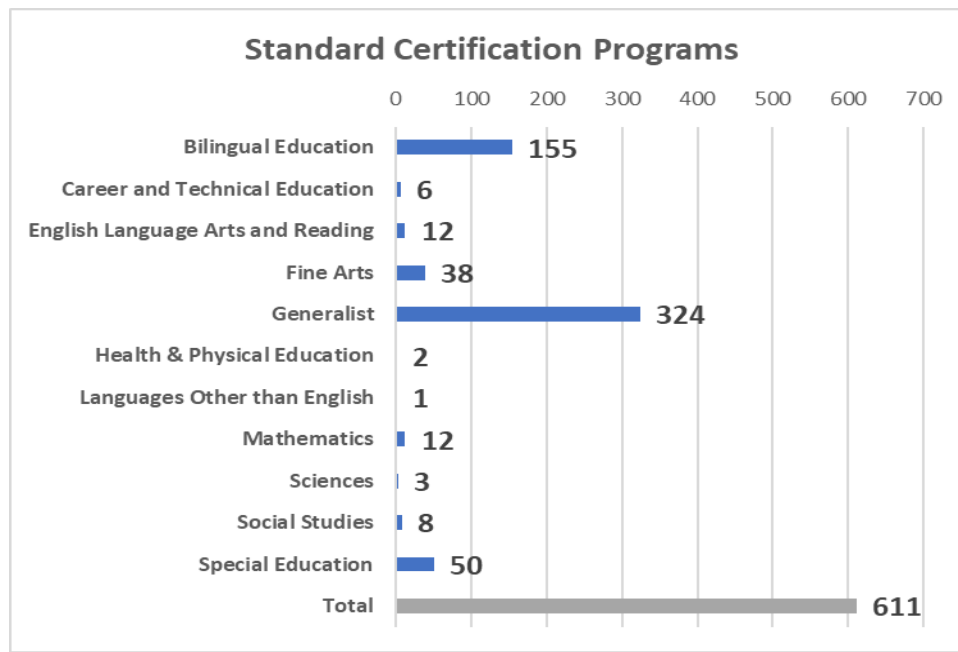 Standard Certification Programs
0 100 200 300 400 500 600 700
Bilingual Education 155
Career and Technical Education 6
English Language Arts and Reading 12
Fine Arts 38
Generalist 324
Health & Physical Education 2
Languages Other than English 1
Mathematics 12
Sciences 3
Social Studies 8
Special Education 50
Total 611